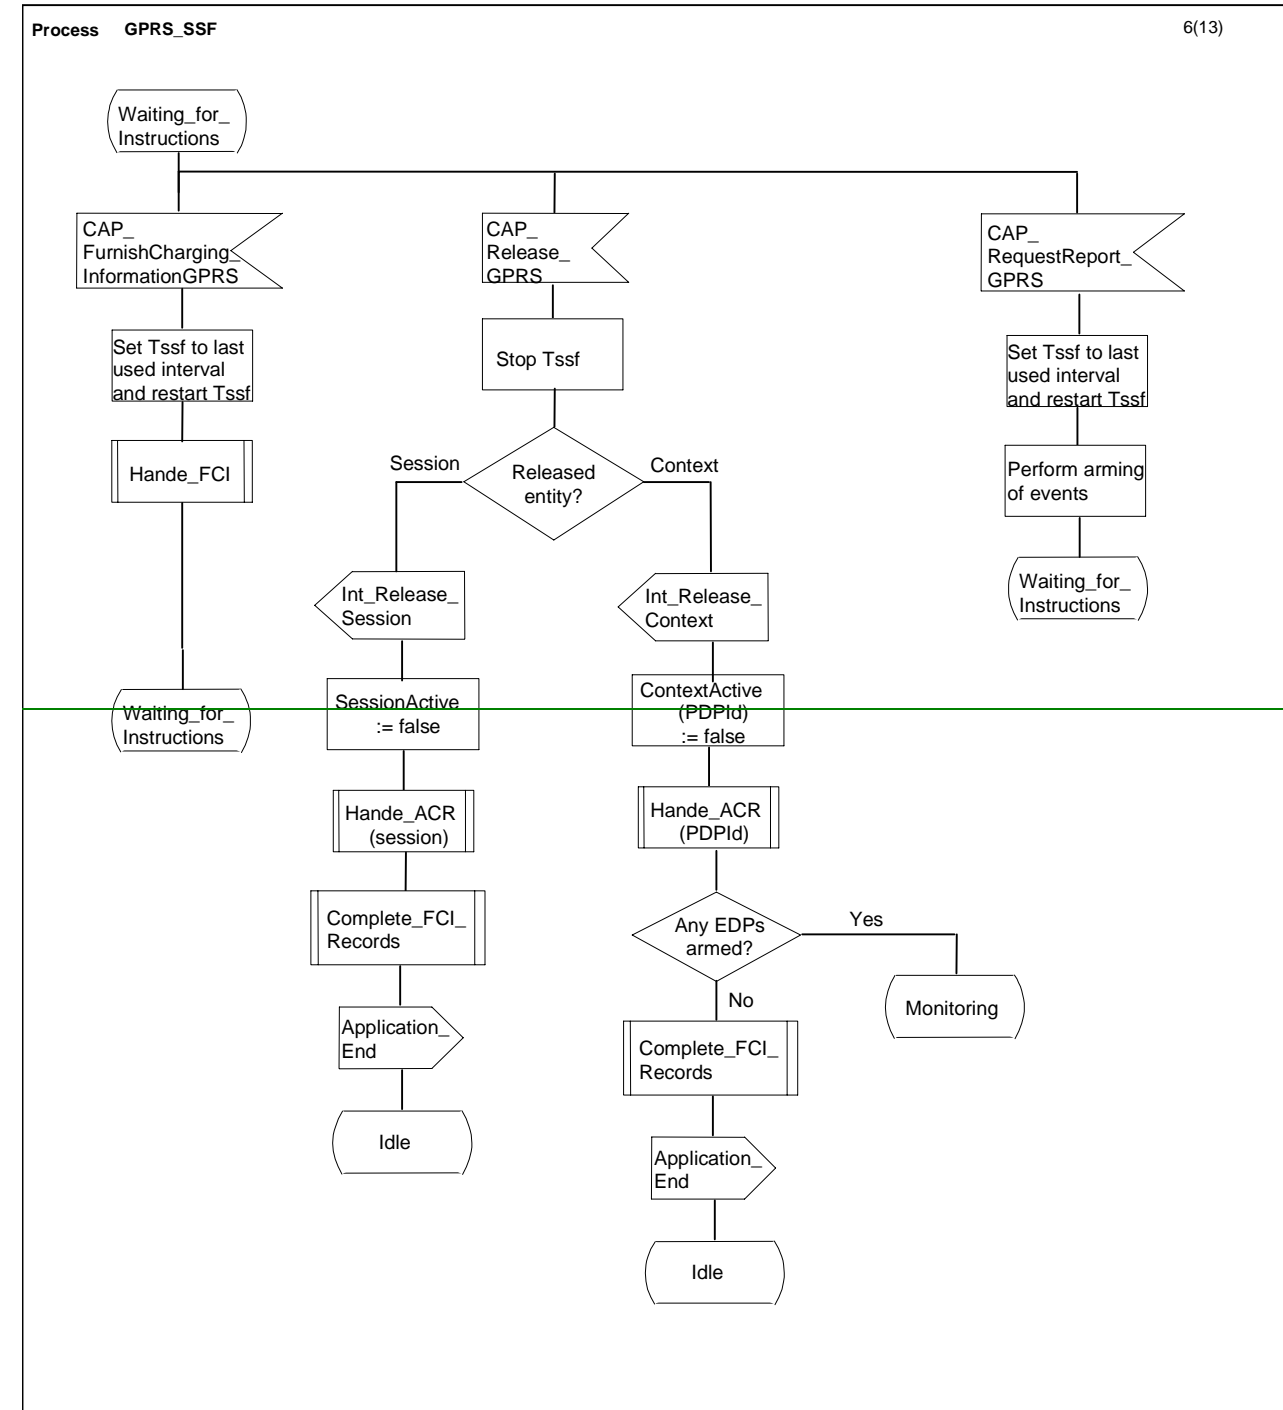 Process GPRS_SSF
6(13)
Waiting_for_
Instructions
CAP_
FurnishCharging_
InformationGPRS
CAP_
Release_
GPRS
CAP_
RequestReport_
GPRS
Set Tssf to last
used interval
and restart Tssf
Stop Tssf
Set Tssf to last
used interval
and restart Tssf
Hande_FCI
Session
Released
entity?
Context
Perform arming
of events
Int_Release_
Session
Int_Release_
Context
Waiting_for_
Instructions
Waiting_for_
Instructions
SessionActive
:= false
ContextActive
(PDPId)
:= false
Hande_ACR
(session)
Hande_ACR
(PDPId)
Complete_FCI_
Records
Any EDPs
armed?
Yes
Monitoring
No
Application_
End
Complete_FCI_
Records
Idle
Application_
End
Idle